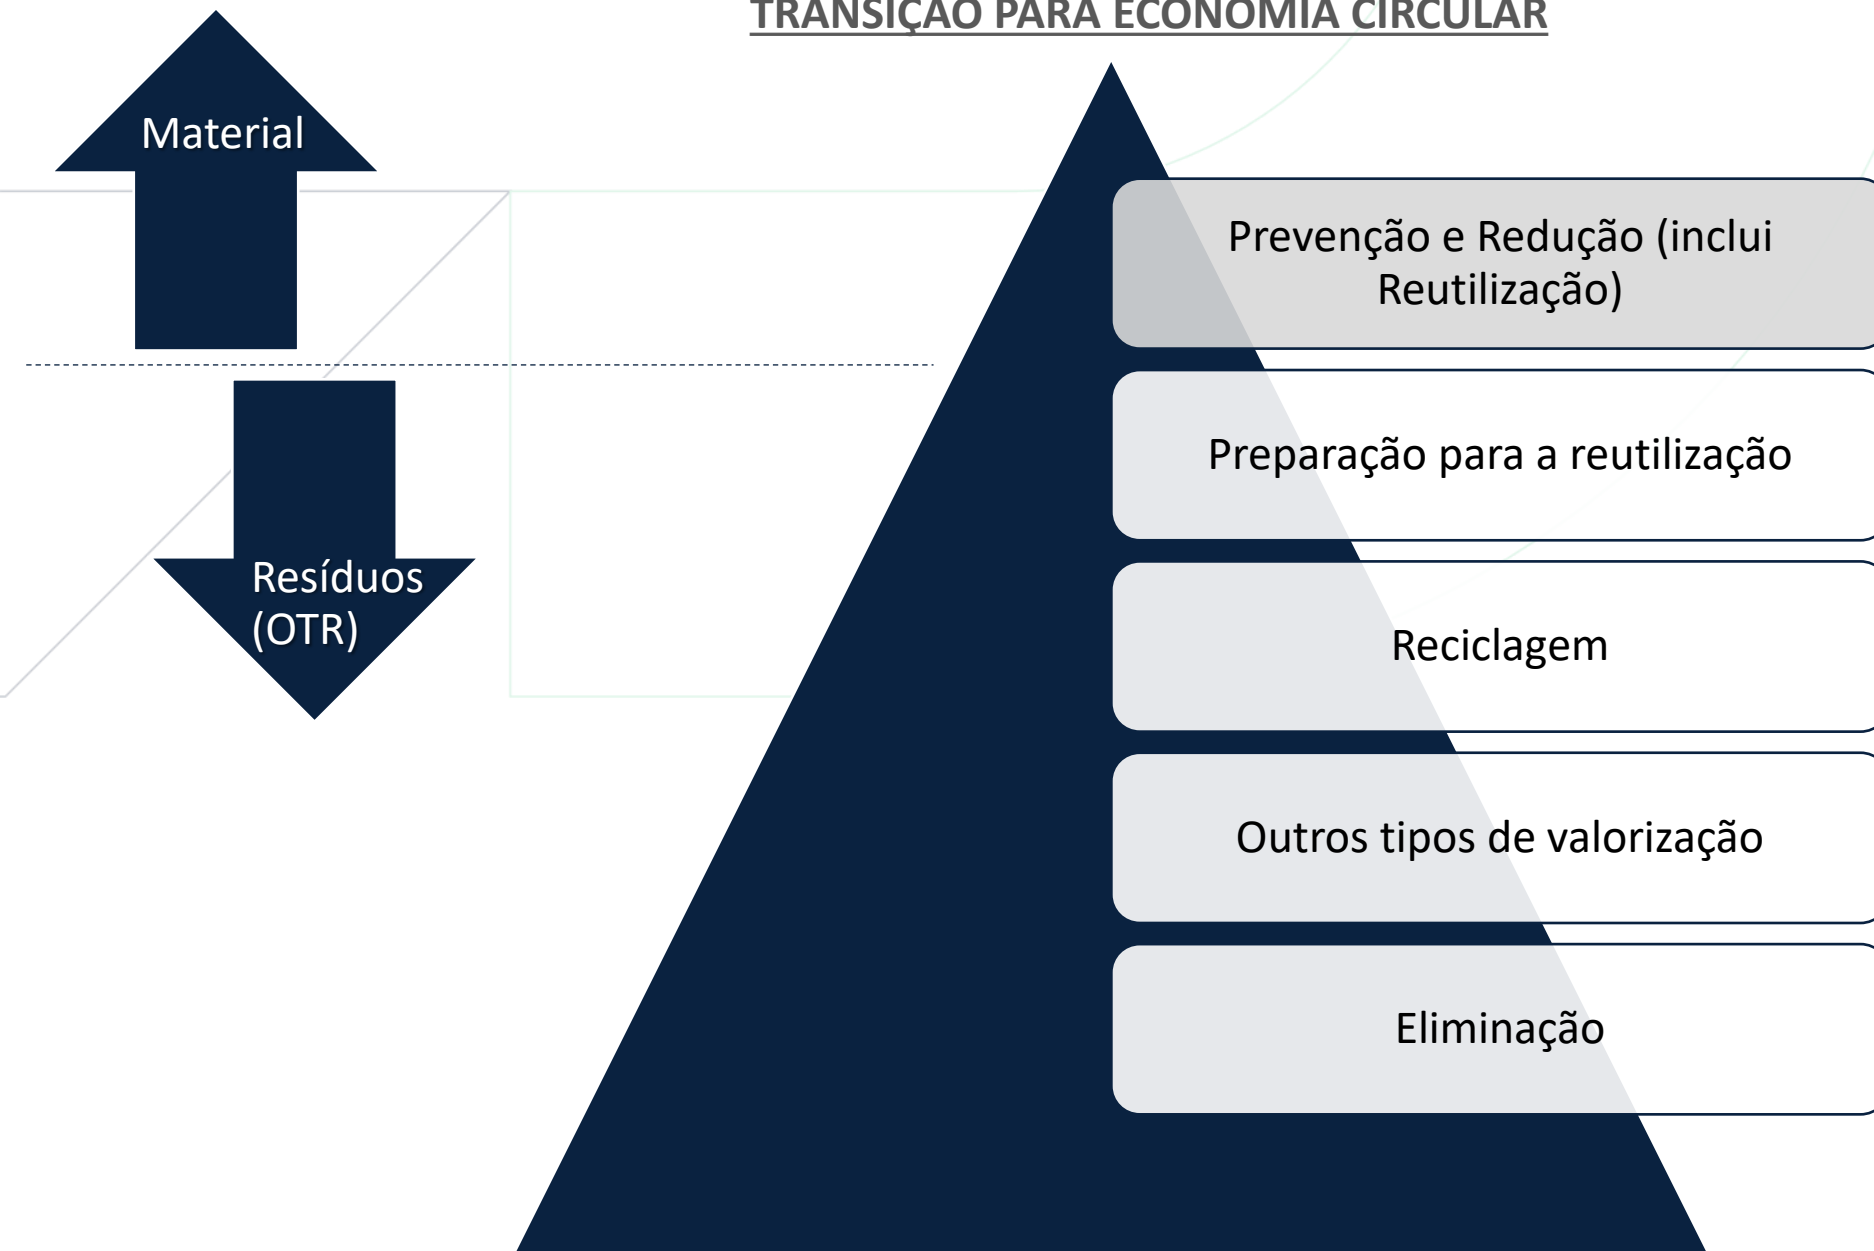 TRANSIÇÃO PARA ECONOMIA CIRCULAR
Material
Prevenção e Redução (inclui
Reutilização)
Preparação para a reutilização
Resíduos
(OTR)
Reciclagem
Outros tipos de valorização
Eliminação